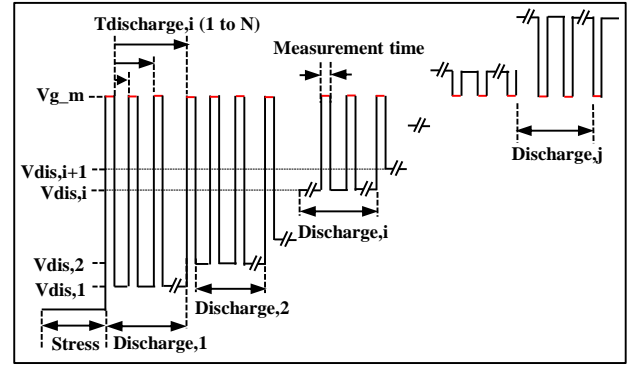 Tdischarge,i (1 to N)
Measurement time
Vg_m
Vdis,i+1
Vdis,i
Vdis,2
Vdis,1
Stress
Discharge,1
Discharge,2
Discharge,i
Discharge,j